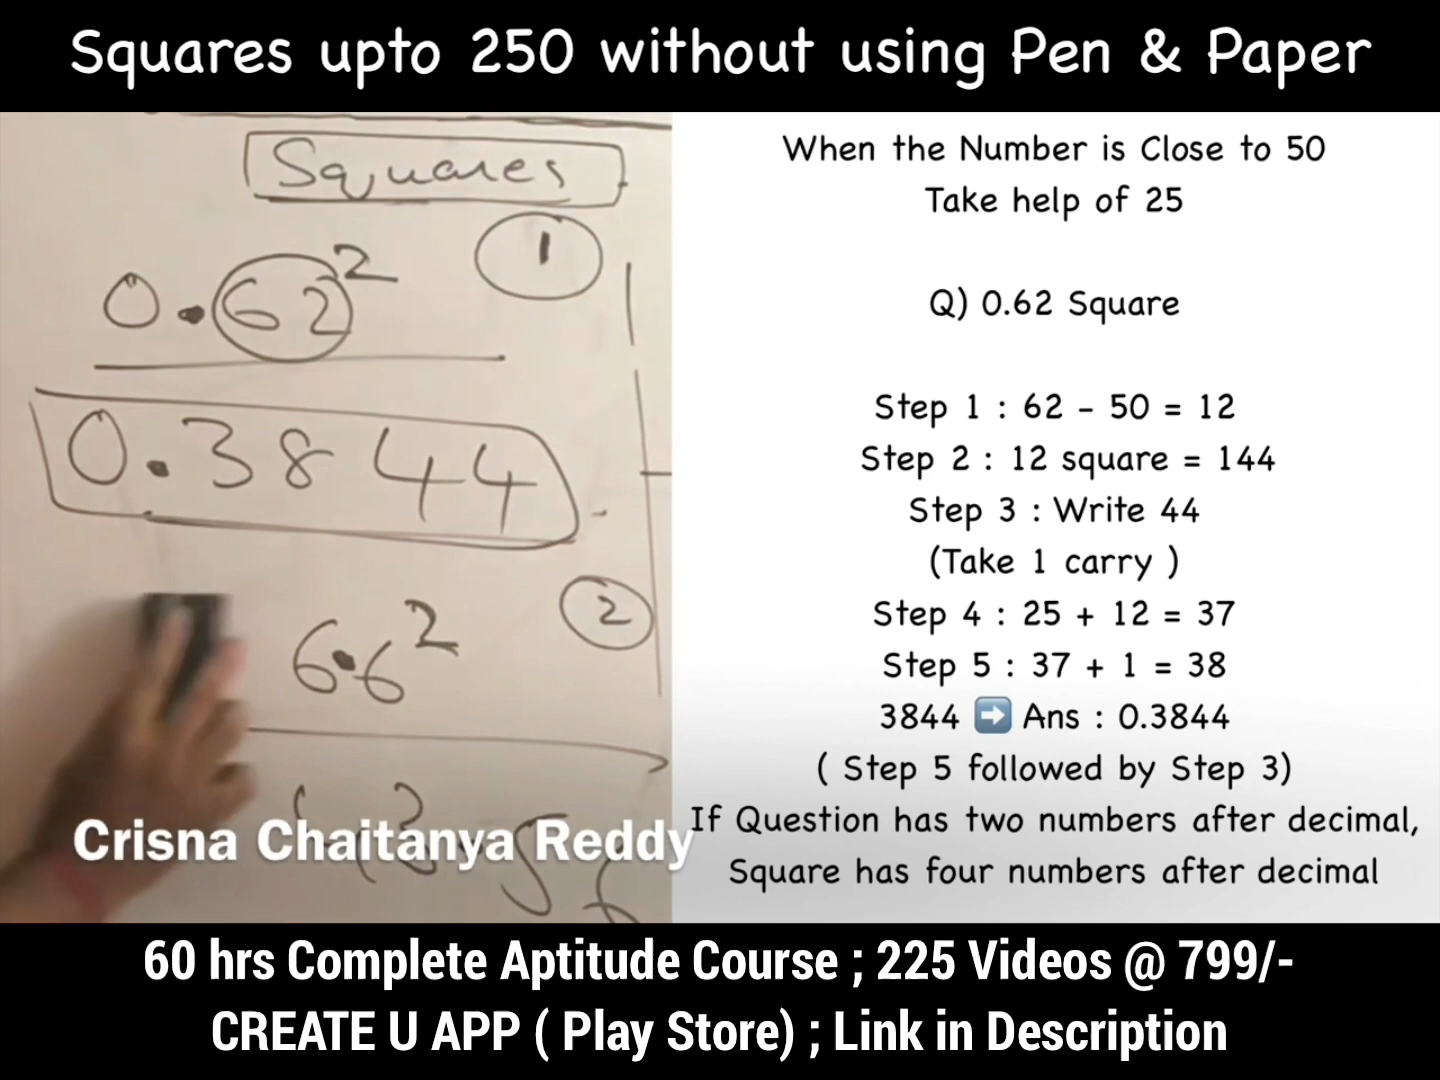 Squares upto 250 without using Pen & Paper
Squares
1
0.62²
0.3844
2
6.6²
43.56
Crisna Chaitanya Reddy
When the Number is Close to 50
Take help of 25
Q) 0.62 Square
Step 1 : 62 - 50 = 12
Step 2 : 12 square = 144
Step 3 : Write 44
(Take 1 carry )
Step 4 : 25 + 12 = 37
Step 5 : 37 + 1 = 38
3844 ➡️ Ans : 0.3844
( Step 5 followed by Step 3)
If Question has two numbers after decimal,
Square has four numbers after decimal
60 hrs Complete Aptitude Course ; 225 Videos @ 799/-
CREATE U APP ( Play Store) ; Link in Description